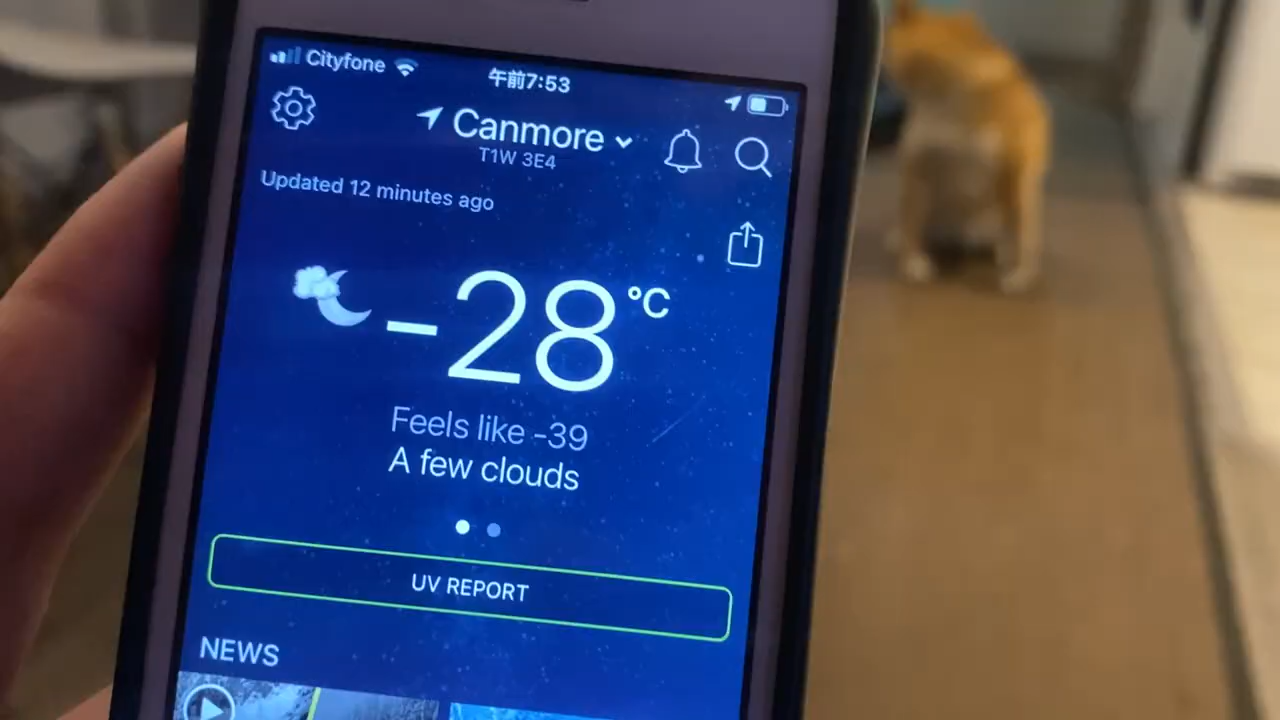 Cityfone
午前7:53
Canmore
T1W 3E4
Updated 12 minutes ago
-28°C
Feels like -39
A few clouds
UV REPORT
NEWS